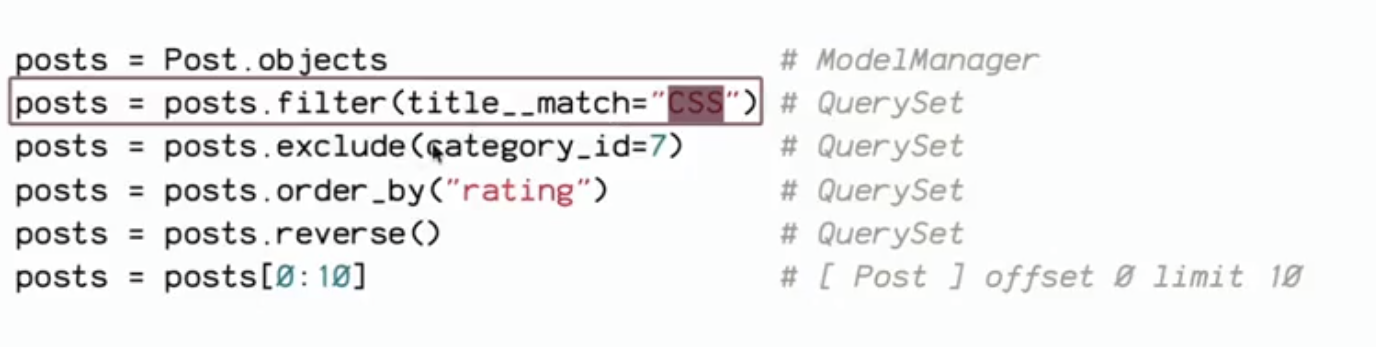 posts = Post.objects # ModelManager
posts = posts.filter(title__match="CSS") # QuerySet
posts = posts.exclude(category_id=7) # QuerySet
posts = posts.order_by("rating") # QuerySet
posts = posts.reverse() # QuerySet
posts = posts[0:10] # [ Post ] offset 0 limit 10